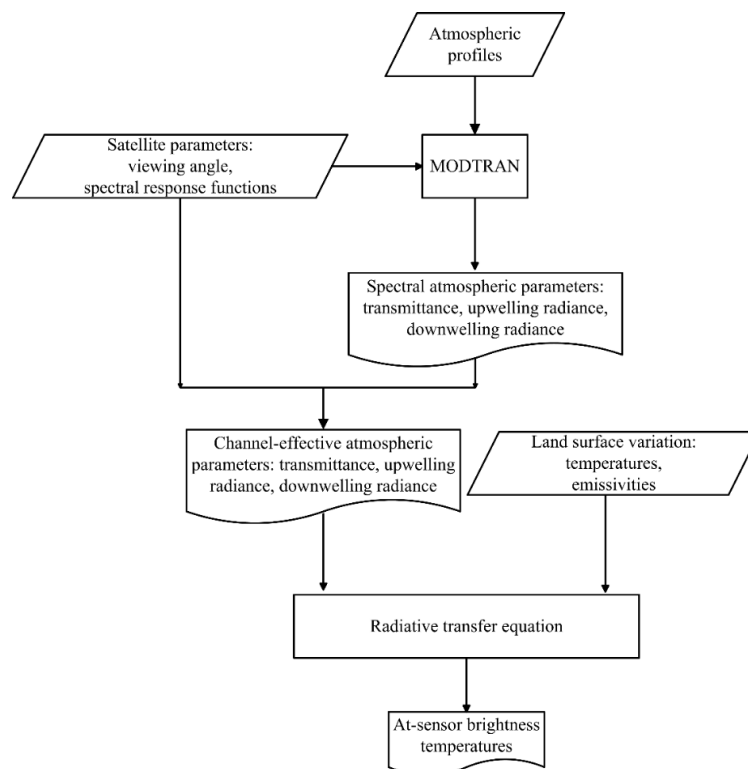 Atmospheric
profiles
Satellite parameters:
viewing angle,
spectral response functions
MODTRAN
Spectral atmospheric parameters:
transmittance, upwelling radiance,
downwelling radiance
Channel-effective atmospheric
parameters: transmittance, upwelling
radiance, downwelling radiance
Land surface variation:
temperatures,
emissivities
Radiative transfer equation
At-sensor brightness
temperatures